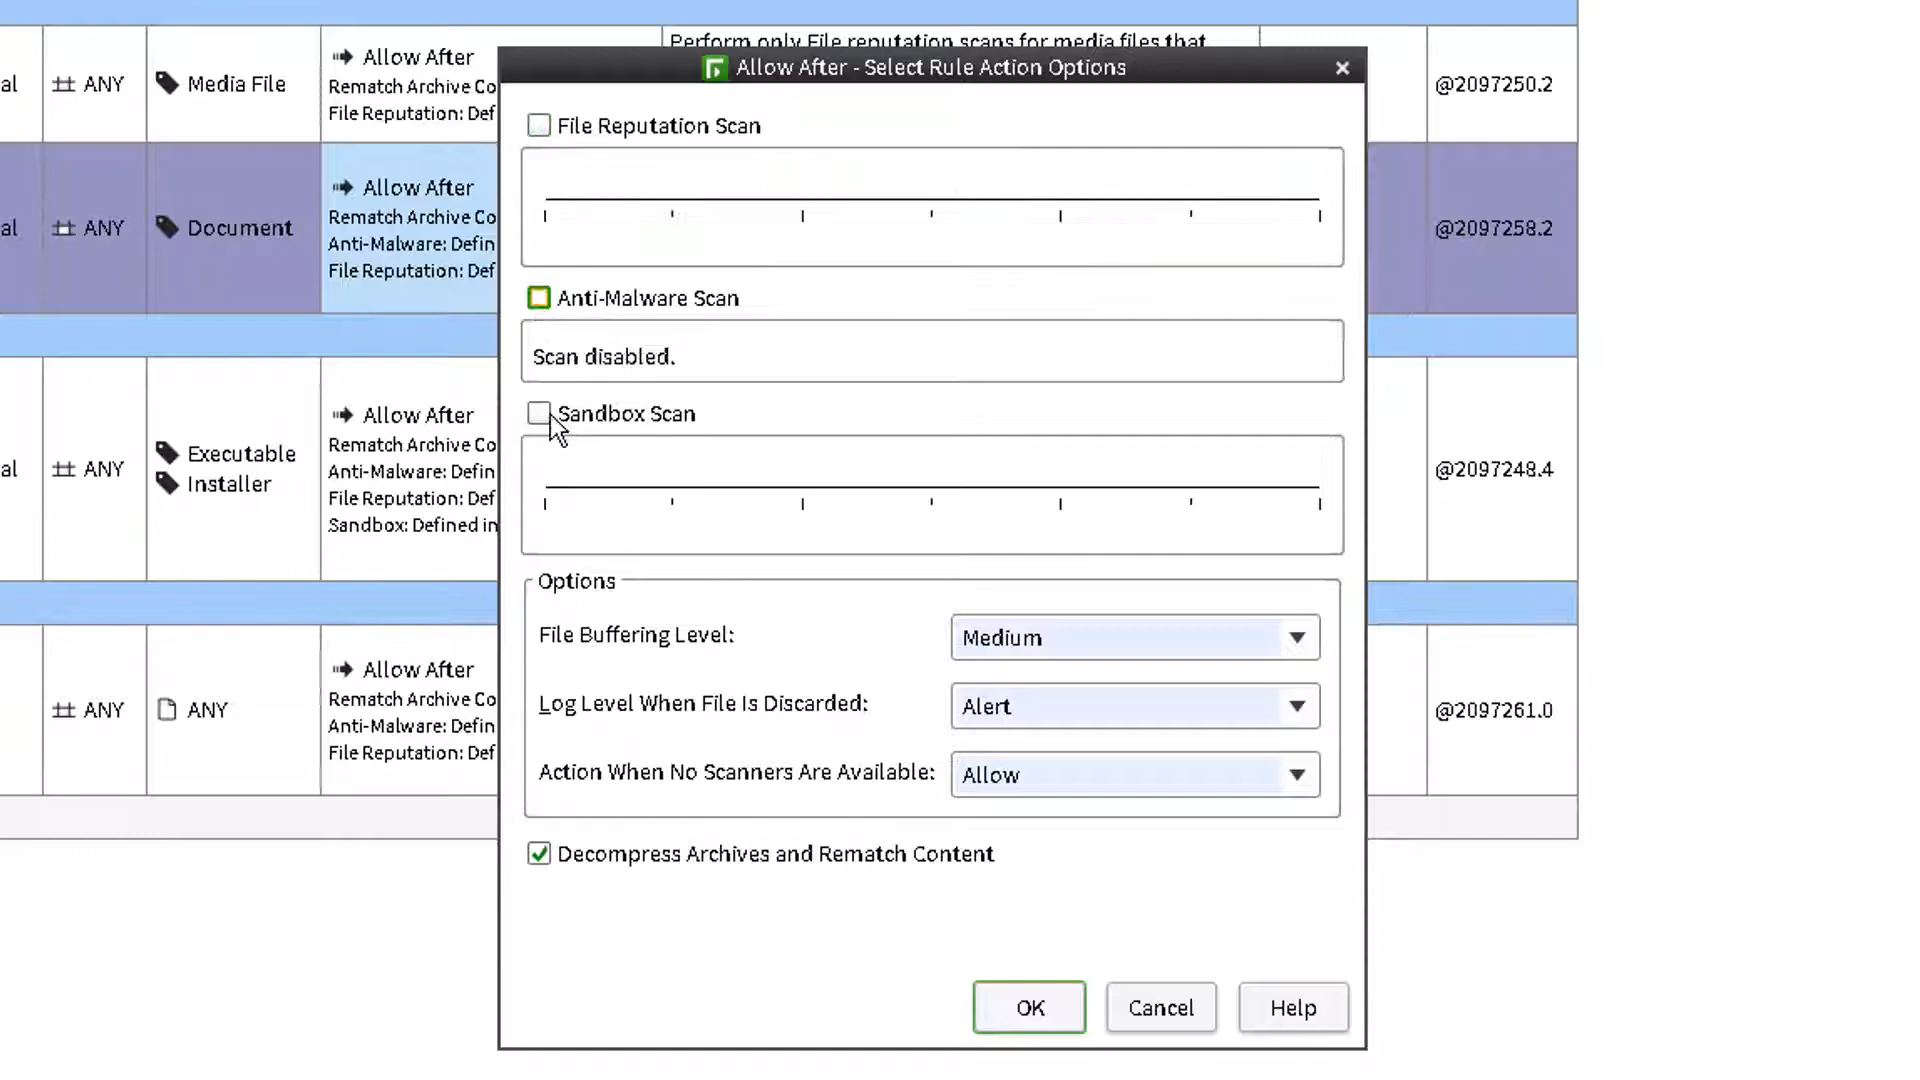 Perform only File reputation scans for media files that
al
ANY
Media File
Allow After
Rematch Archive Co
File Reputation: Def
@2097250.2
al
ANY
Document
Allow After
Rematch Archive Co
Anti-Malware: Defin
File Reputation: Def
@2097258.2
al
ANY
Executable
Installer
Allow After
Rematch Archive Co
Anti-Malware: Defin
File Reputation: Def
Sandbox: Defined in
@2097248.4
ANY
ANY
Allow After
Rematch Archive Co
Anti-Malware: Defin
File Reputation: Def
@2097261.0
Allow After - Select Rule Action Options
File Reputation Scan
Anti-Malware Scan
Scan disabled.
Sandbox Scan
Options
File Buffering Level: Medium
Log Level When File Is Discarded: Alert
Action When No Scanners Are Available: Allow
Decompress Archives and Rematch Content
OK Cancel Help